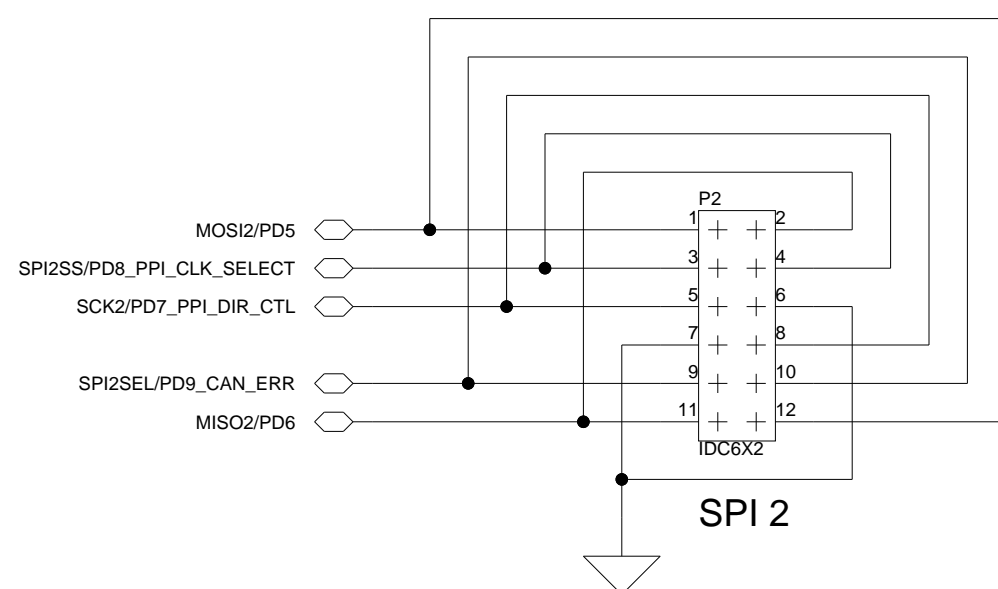 P2
MOSI2/PD5
1
2
SPI2SS/PD8_PPI_CLK_SELECT
3
4
SCK2/PD7_PPI_DIR_CTL
5
6
7
8
SPI2SEL/PD9_CAN_ERR
9
10
MISO2/PD6
11
12
IDC6X2
SPI 2